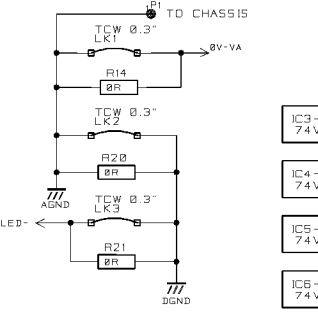 P1
TO CHASSIS
TCW 0.3"
LK1
0V-VA
R14
0R
TCW 0.3"
LK2
IC3-
74V
R20
0R
IC4-
74V
AGND
TCW 0.3"
LK3
LED-
IC5-
74V
R21
0R
IC6-
74V
DGND